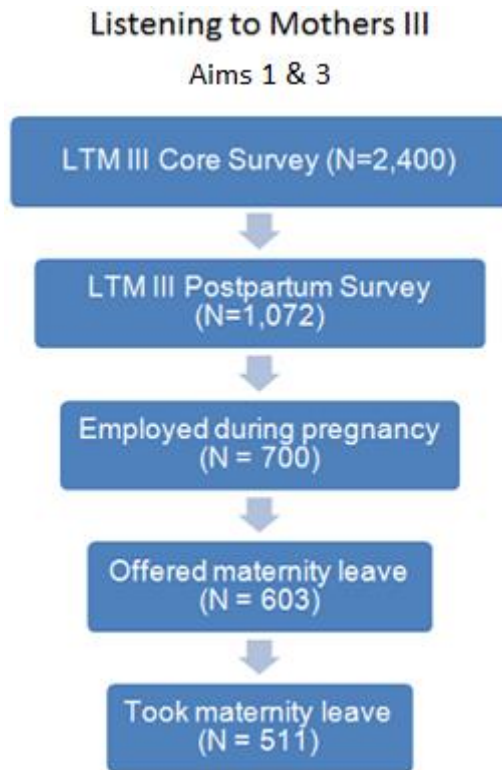 Listening to Mothers III
Aims 1 & 3
LTM III Core Survey (N=2,400)
LTM III Postpartum Survey
(N=1,072)
Employed during pregnancy
(N = 700)
Offered maternity leave
(N = 603)
Took maternity leave
(N = 511)